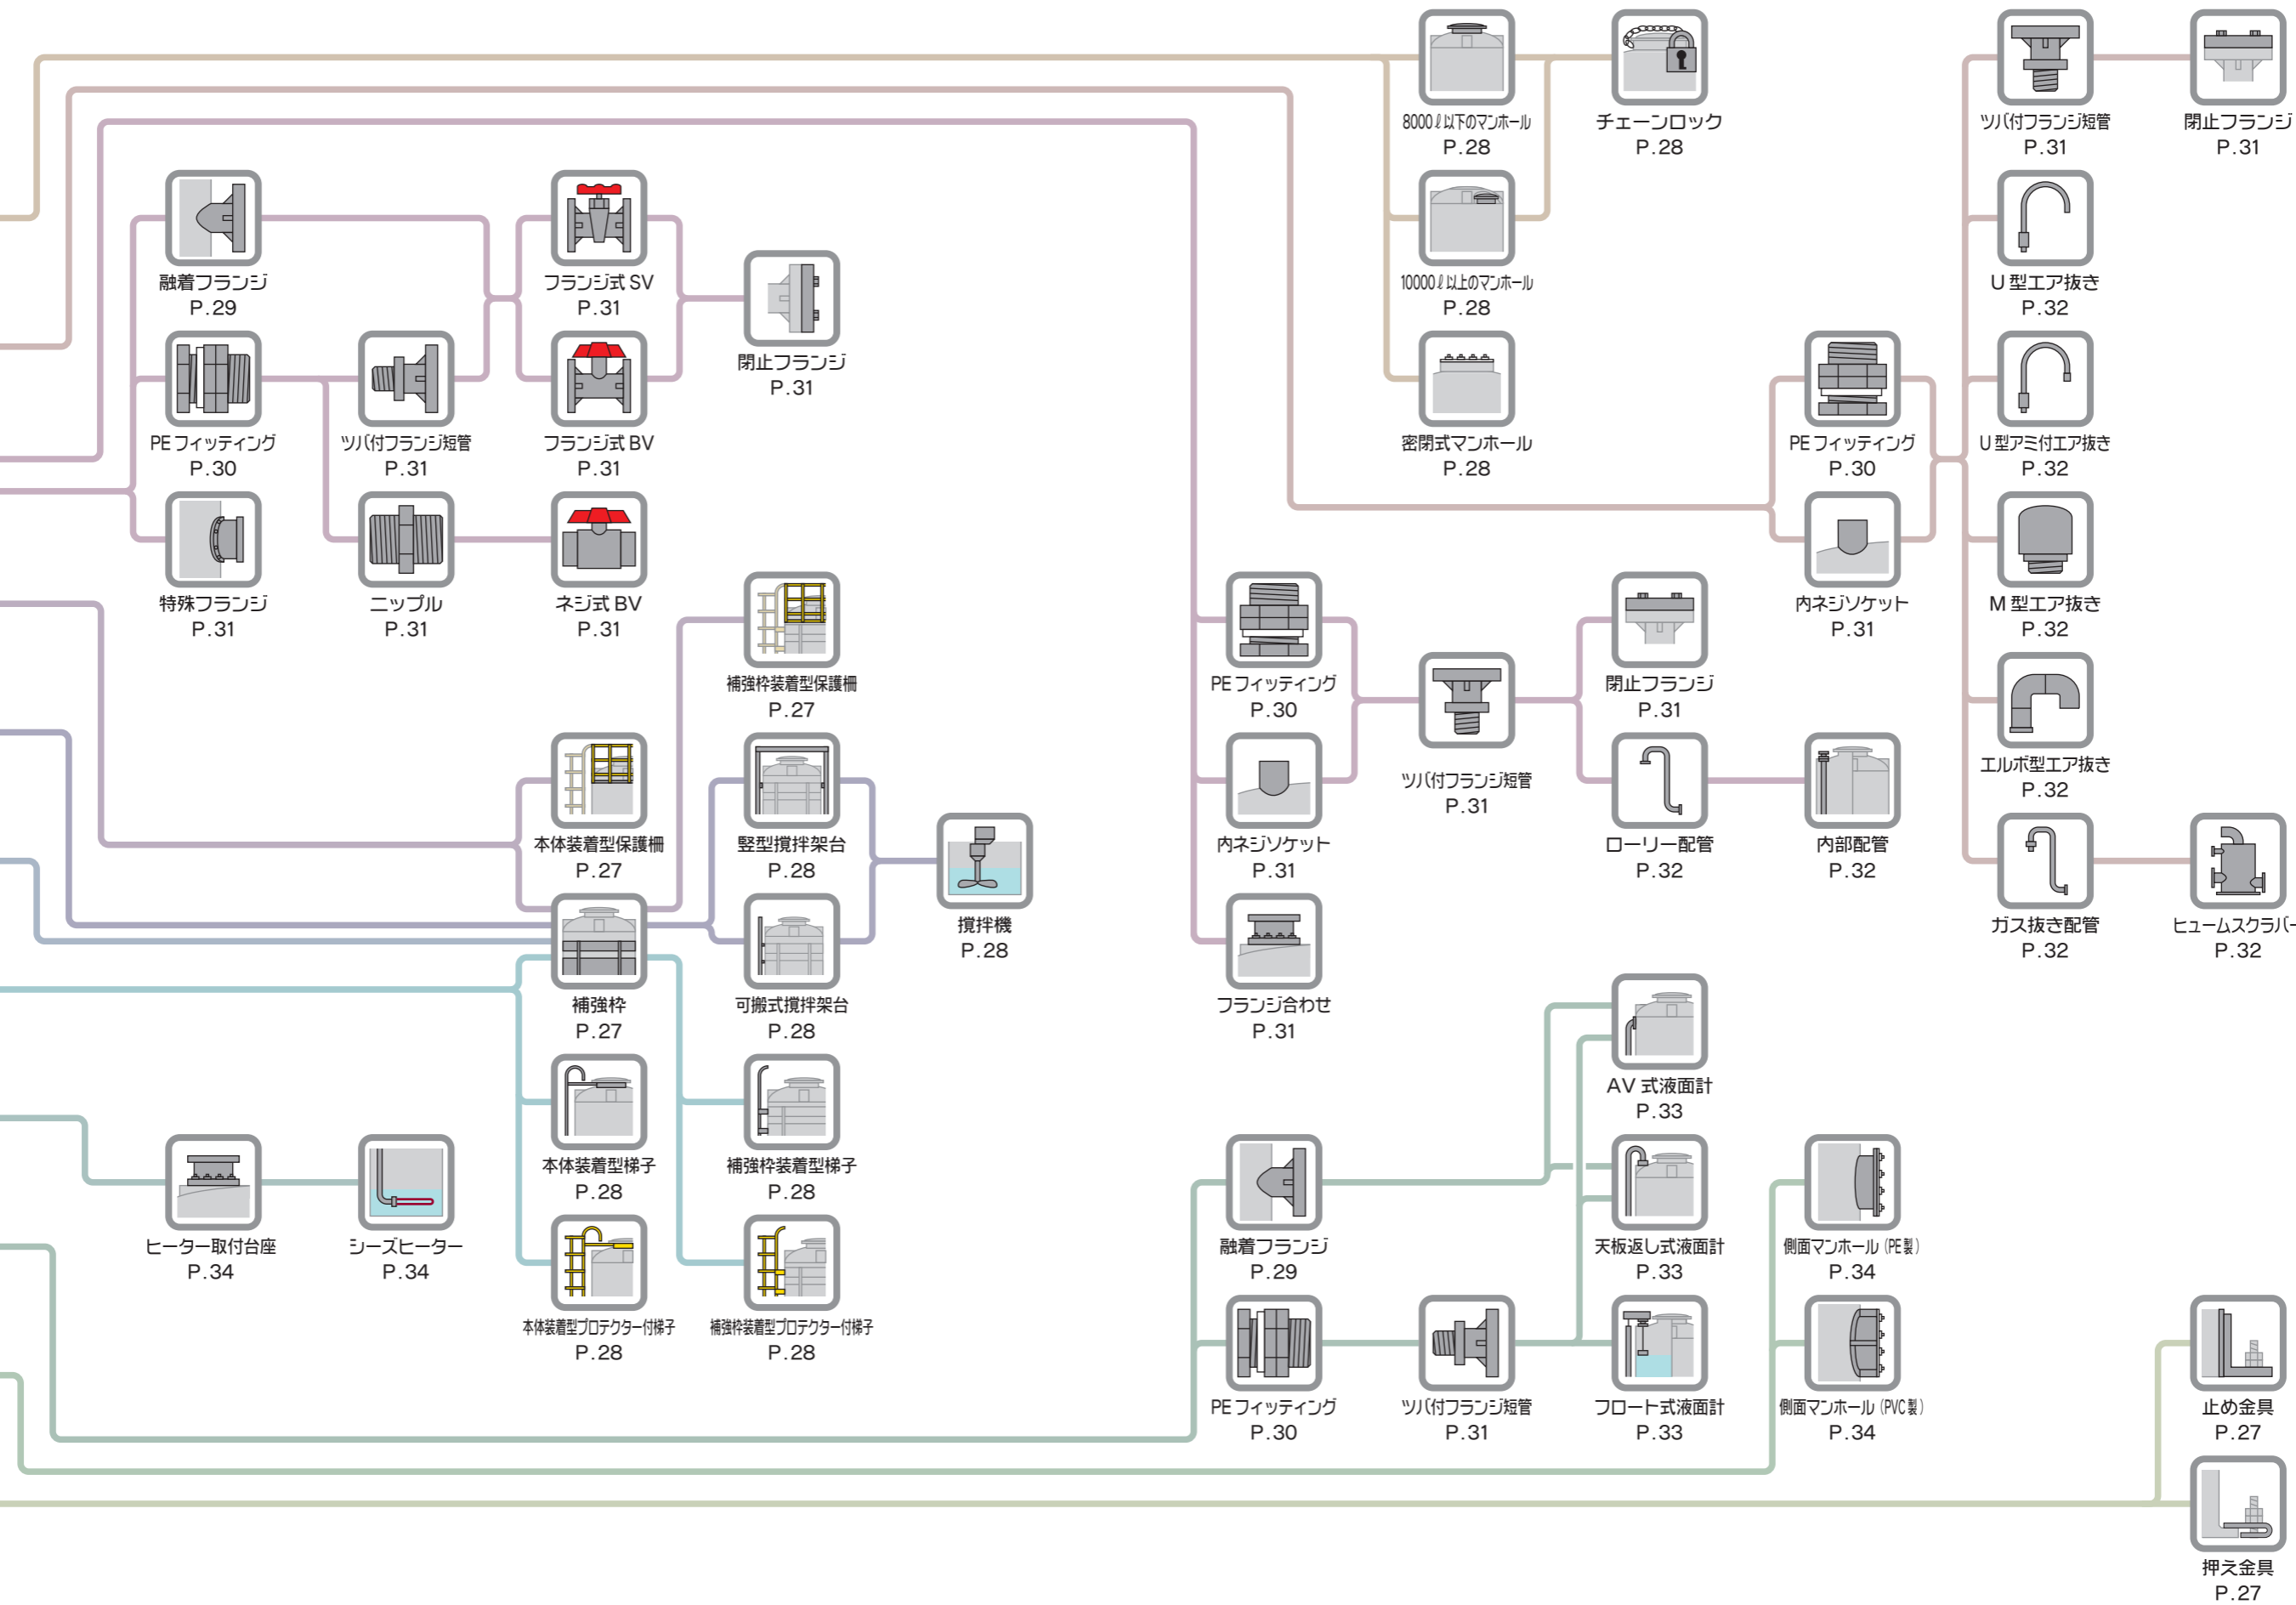 8000ℓ以下のマンホール
P.28
チェーンロック
P.28
ツバ付フランジ短管
P.31
閉止フランジ
P.31
融着フランジ
P.29
フランジ式 SV
P.31
閉止フランジ
P.31
10000ℓ以上のマンホール
P.28
U 型エア抜き
P.32
PE フィッティング
P.30
ツバ付フランジ短管
P.31
フランジ式 BV
P.31
密閉式マンホール
P.28
PE フィッティング
P.30
U 型アミ付エア抜き
P.32
特殊フランジ
P.31
ニップル
P.31
ネジ式 BV
P.31
内ネジソケット
P.31
M 型エア抜き
P.32
補強枠装着型保護柵
P.27
PE フィッティング
P.30
ツバ付フランジ短管
P.31
閉止フランジ
P.31
エルボ型エア抜き
P.32
本体装着型保護柵
P.27
竪型撹拌架台
P.28
撹拌機
P.28
内ネジソケット
P.31
ローリー配管
P.32
内部配管
P.32
ガス抜き配管
P.32
ヒュームスクラバー
P.32
補強枠
P.27
可搬式撹拌架台
P.28
フランジ合わせ
P.31
AV 式液面計
P.33
本体装着型梯子
P.28
補強枠装着型梯子
P.28
ヒーター取付台座
P.34
シーズヒーター
P.34
融着フランジ
P.29
天板返し式液面計
P.33
側面マンホール（PE製）
P.34
本体装着型プロテクター付梯子
P.28
補強枠装着型プロテクター付梯子
P.28
PE フィッティング
P.30
ツバ付フランジ短管
P.31
フロート式液面計
P.33
側面マンホール（PVC製）
P.34
止め金具
P.27
押え金具
P.27